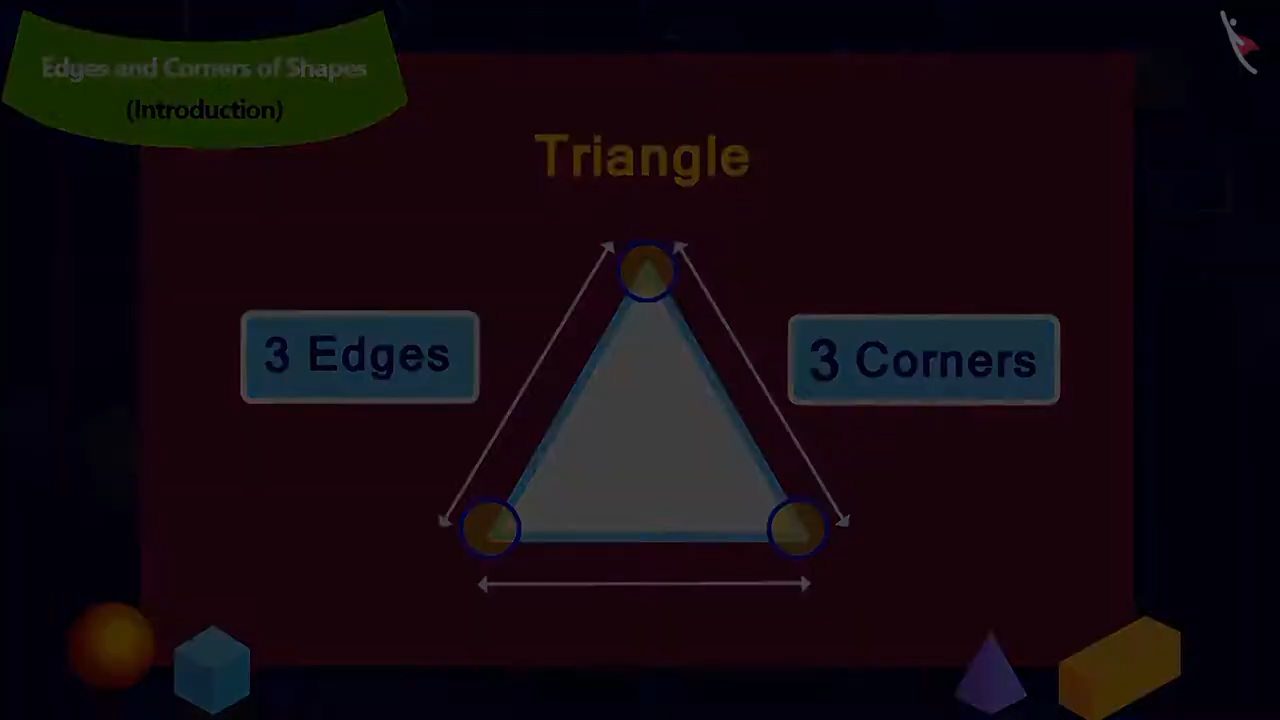 Edges and Corners of Shapes
(Introduction)
Triangle
3 Edges
3 Corners